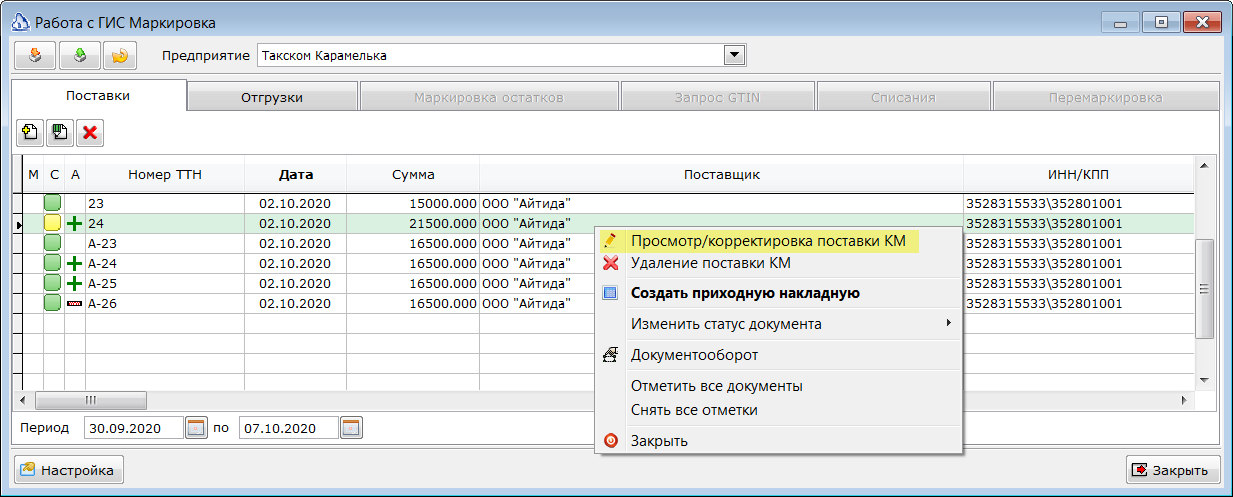 Работа с ГИС Маркировка
Предприятие Такском Карамелька
Поставки Отгрузки Маркировка остатков Запрос GTIN Списания Перемаркировка
М С А Номер ТТН Дата Сумма Поставщик ИНН/КПП
23 02.10.2020 15000.000 ООО "Айтида" 3528315533\352801001
24 02.10.2020 21500.000 ООО "Айтида" 3528315533\352801001
А-23 02.10.2020 16500.000 ООО "Айтида" 3528315533\352801001
А-24 02.10.2020 16500.000 ООО "Айтида" 3528315533\352801001
А-25 02.10.2020 16500.000 ООО "Айтида" 3528315533\352801001
А-26 02.10.2020 16500.000 ООО "Айтида" 3528315533\352801001
Просмотр/корректировка поставки КМ
Удаление поставки КМ
Создать приходную накладную
Изменить статус документа
Документооборот
Отметить все документы
Снять все отметки
Закрыть
Период 30.09.2020 по 07.10.2020
Настройка Закрыть